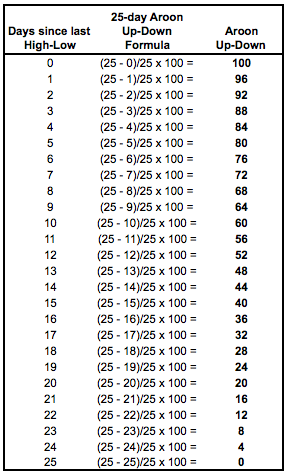 25-day Aroon
Days since last Up-Down Aroon
High-Low Formula Up-Down
0 (25 - 0)/25 x 100 = 100
1 (25 - 1)/25 x 100 = 96
2 (25 - 2)/25 x 100 = 92
3 (25 - 3)/25 x 100 = 88
4 (25 - 4)/25 x 100 = 84
5 (25 - 5)/25 x 100 = 80
6 (25 - 6)/25 x 100 = 76
7 (25 - 7)/25 x 100 = 72
8 (25 - 8)/25 x 100 = 68
9 (25 - 9)/25 x 100 = 64
10 (25 - 10)/25 x 100 = 60
11 (25 - 11)/25 x 100 = 56
12 (25 - 12)/25 x 100 = 52
13 (25 - 13)/25 x 100 = 48
14 (25 - 14)/25 x 100 = 44
15 (25 - 15)/25 x 100 = 40
16 (25 - 16)/25 x 100 = 36
17 (25 - 17)/25 x 100 = 32
18 (25 - 18)/25 x 100 = 28
19 (25 - 19)/25 x 100 = 24
20 (25 - 20)/25 x 100 = 20
21 (25 - 21)/25 x 100 = 16
22 (25 - 22)/25 x 100 = 12
23 (25 - 23)/25 x 100 = 8
24 (25 - 24)/25 x 100 = 4
25 (25 - 25)/25 x 100 = 0